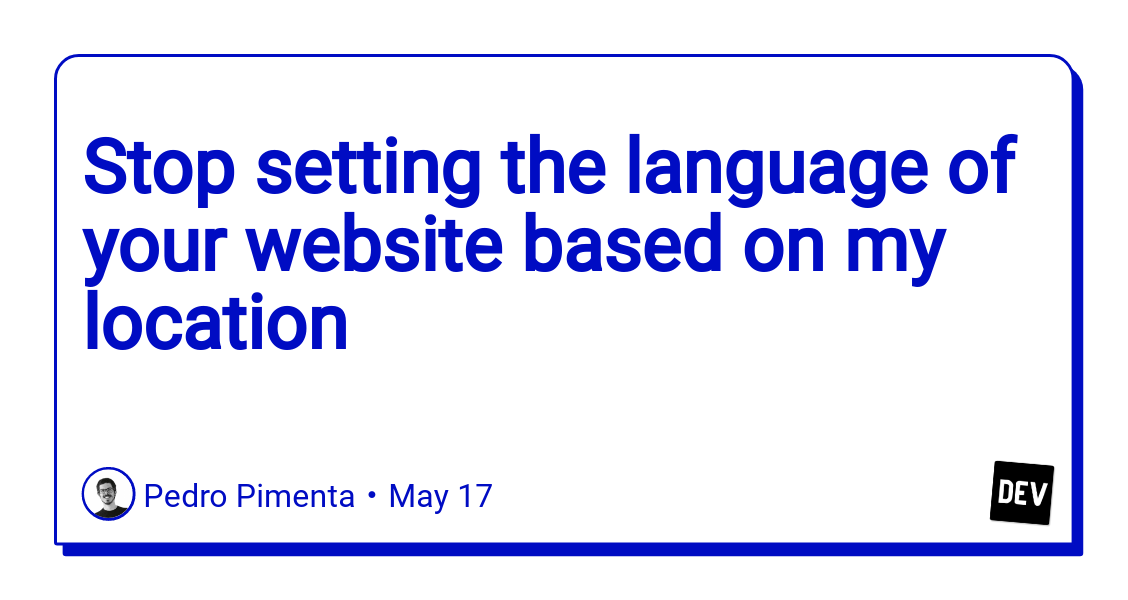 Stop setting the language of
your website based on my
location
Pedro Pimenta • May 17
DEV